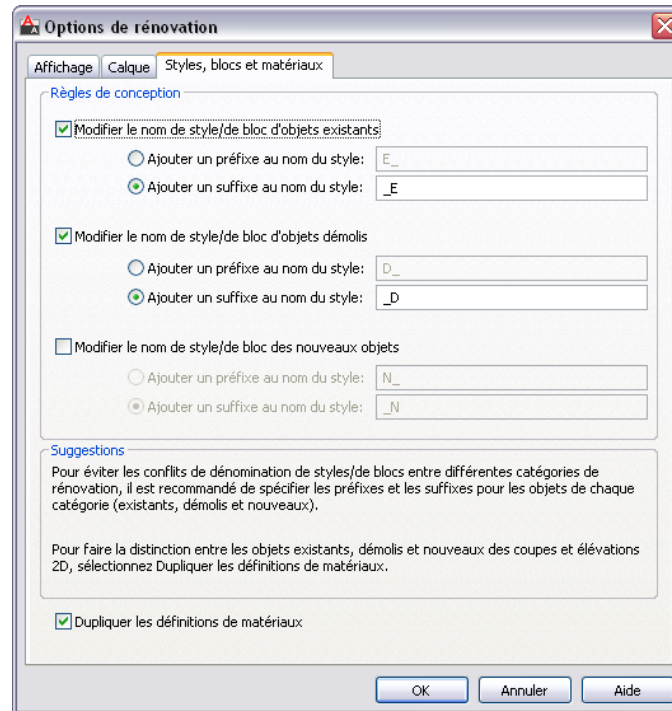 Options de rénovation
Affichage Calque Styles, blocs et matériaux
Règles de conception
Modifier le nom de style/de bloc d'objets existants
Ajouter un préfixe au nom du style: E_
Ajouter un suffixe au nom du style: _E
Modifier le nom de style/de bloc d'objets démolis
Ajouter un préfixe au nom du style: D_
Ajouter un suffixe au nom du style: _D
Modifier le nom de style/de bloc des nouveaux objets
Ajouter un préfixe au nom du style: N_
Ajouter un suffixe au nom du style: _N
Suggestions
Pour éviter les conflits de dénomination de styles/de blocs entre différentes catégories de
rénovation, il est recommandé de spécifier les préfixes et les suffixes pour les objets de chaque
catégorie (existants, démolis et nouveaux).
Pour faire la distinction entre les objets existants, démolis et nouveaux des coupes et élévations
2D, sélectionnez Dupliquer les définitions de matériaux.
Dupliquer les définitions de matériaux
OK Annuler Aide